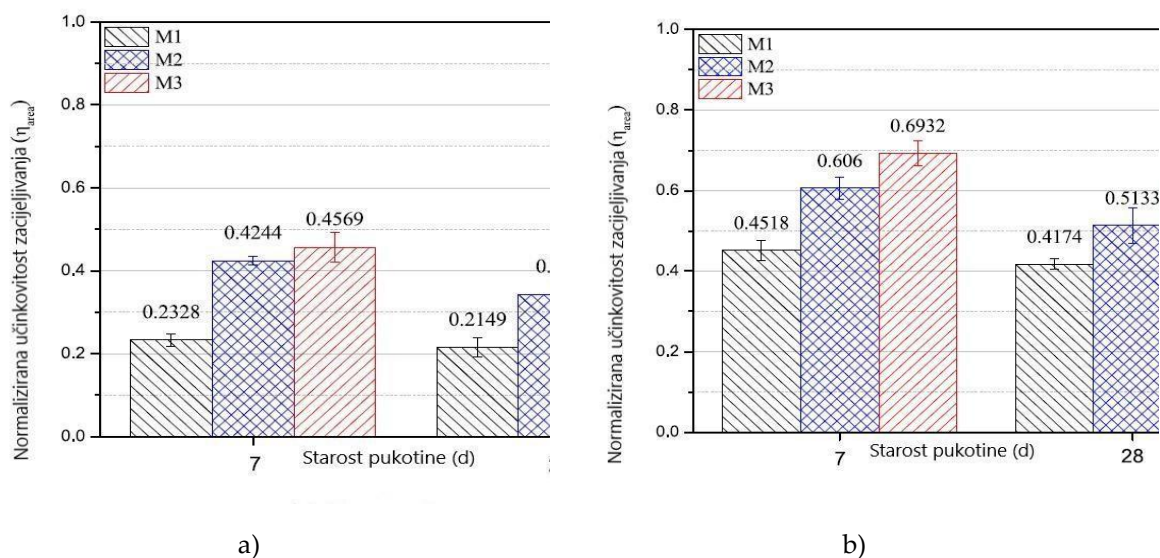 1.0
0.8
0.6
0.4
0.2
0.0
Normalizirana učinkovitost zacijeljivanja (η_area)
M1
M2
M3
0.2328
0.4244
0.4569
0.2149
0.
7
Starost pukotine (d)
a)
1.0
0.8
0.6
0.4
0.2
0.0
Normalizirana učinkovitost zacijeljivanja (η_area)
M1
M2
M3
0.4518
0.606
0.6932
0.4174
0.5133
7
Starost pukotine (d)
28
b)